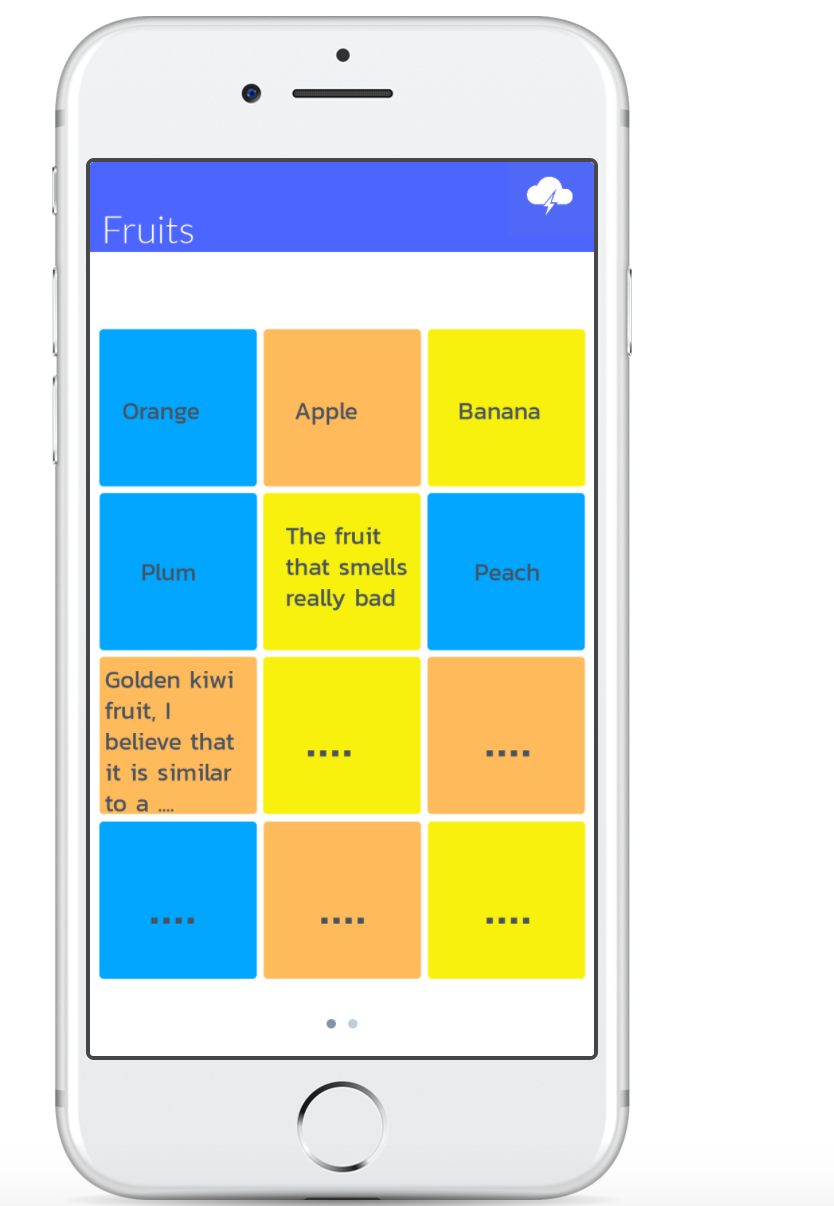 Fruits
Orange
Apple
Banana
Plum
The fruit
that smells
really bad
Peach
Golden kiwi
fruit, I
believe that
it is similar
to a ....
....
....
....
....
....